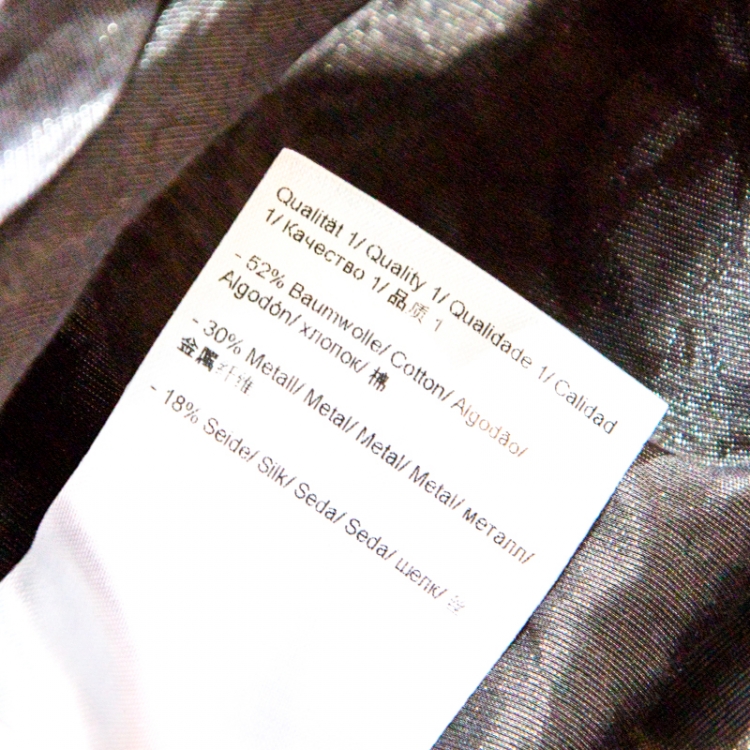 Qualität 1/ Quality 1/ Qualidade 1/ Calidad
1/ Качество 1/ 品质 1
- 52% Baumwolle/ Cotton/ Algodão/
Algodón/ хлопок/ 棉
- 30% Metall/ Metal/ Metal/ Metal/ металл/
金属纤维
- 18% Seide/ Silk/ Seda/ Seda/ шелк/